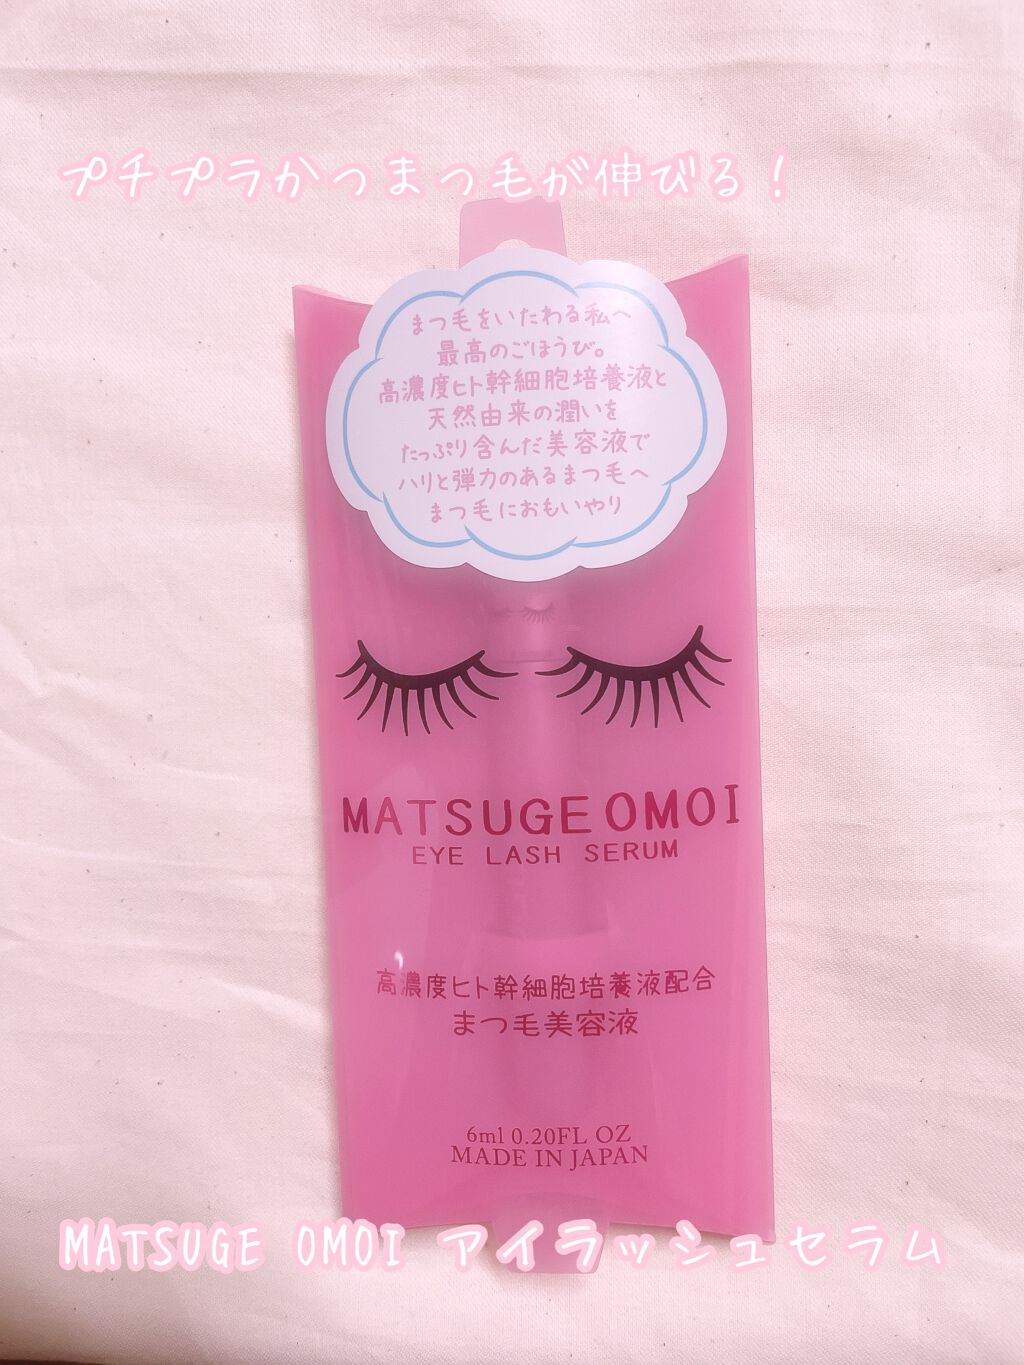 プチプラかつまつ毛が伸びる！
まつ毛をいたわる私へ
最高のごほうび。
高濃度ヒト幹細胞培養液と
天然由来の潤いを
たっぷり含んだ美容液で
ハリと弾力のあるまつ毛へ
まつ毛におもいやり
MATSUGE OMOI
EYE LASH SERUM
高濃度ヒト幹細胞培養液配合
まつ毛美容液
6ml 0.20FL OZ
MADE IN JAPAN
MATSUGE OMOI アイラッシュセラム